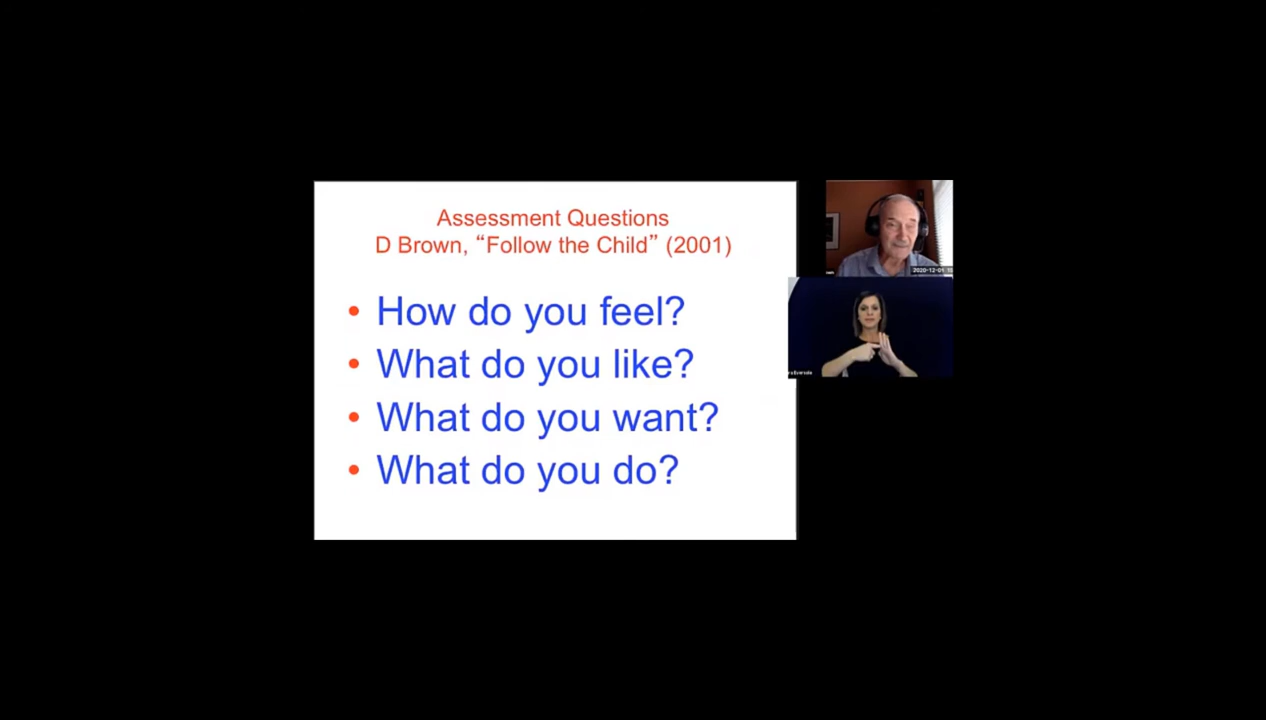 Assessment Questions
D Brown, “Follow the Child” (2001)
• How do you feel?
• What do you like?
• What do you want?
• What do you do?